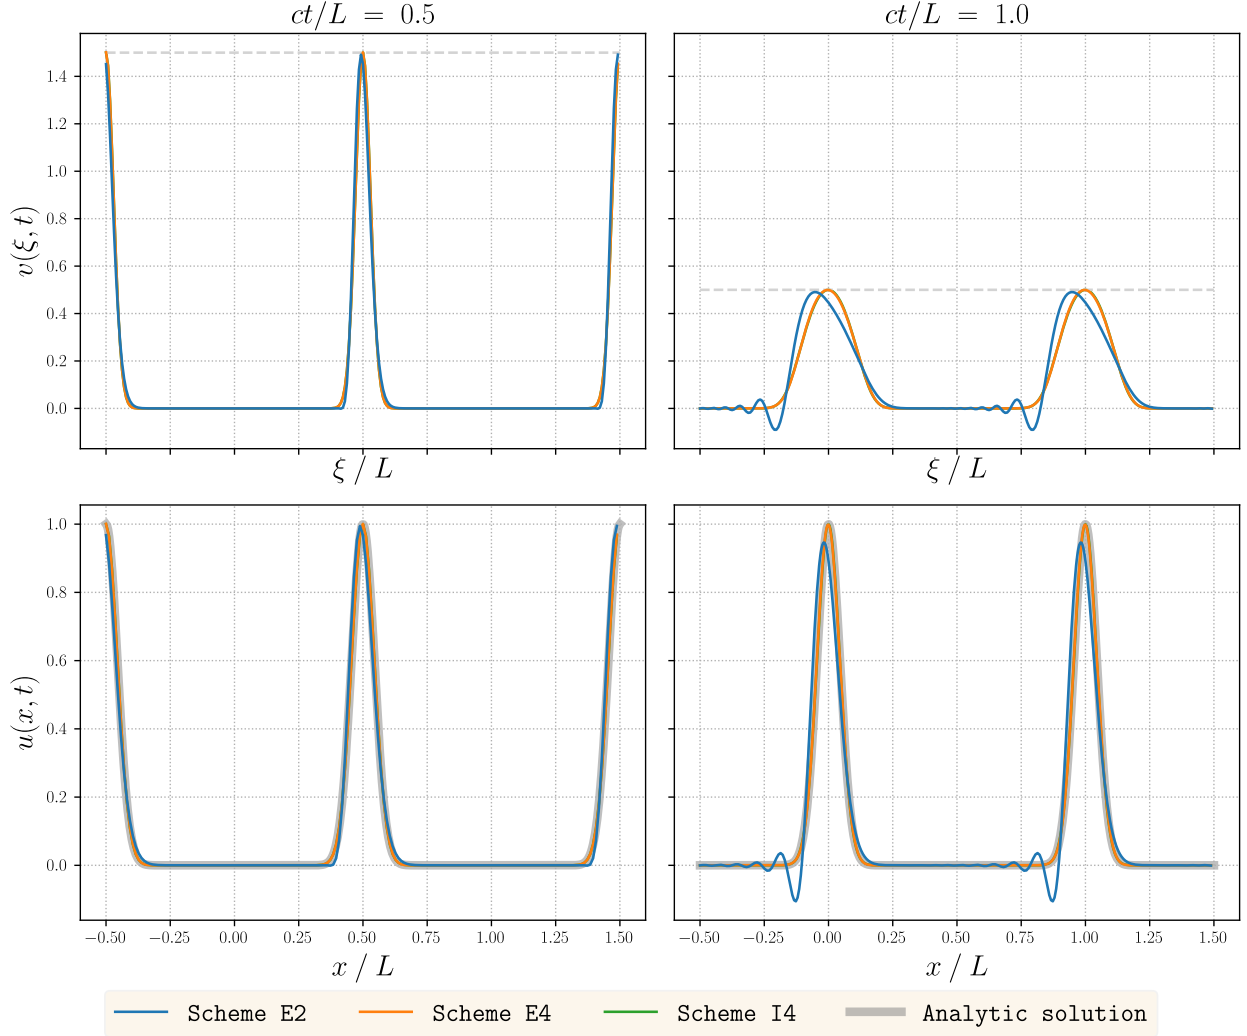 ct/L = 0.5
ct/L = 1.0
v(ξ, t)
1.4
1.2
1.0
0.8
0.6
0.4
0.2
0.0
ξ / L
ξ / L
u(x, t)
1.0
0.8
0.6
0.4
0.2
0.0
−0.50 −0.25 0.00 0.25 0.50 0.75 1.00 1.25 1.50
−0.50 −0.25 0.00 0.25 0.50 0.75 1.00 1.25 1.50
x / L
x / L
Scheme E2 Scheme E4 Scheme I4 Analytic solution